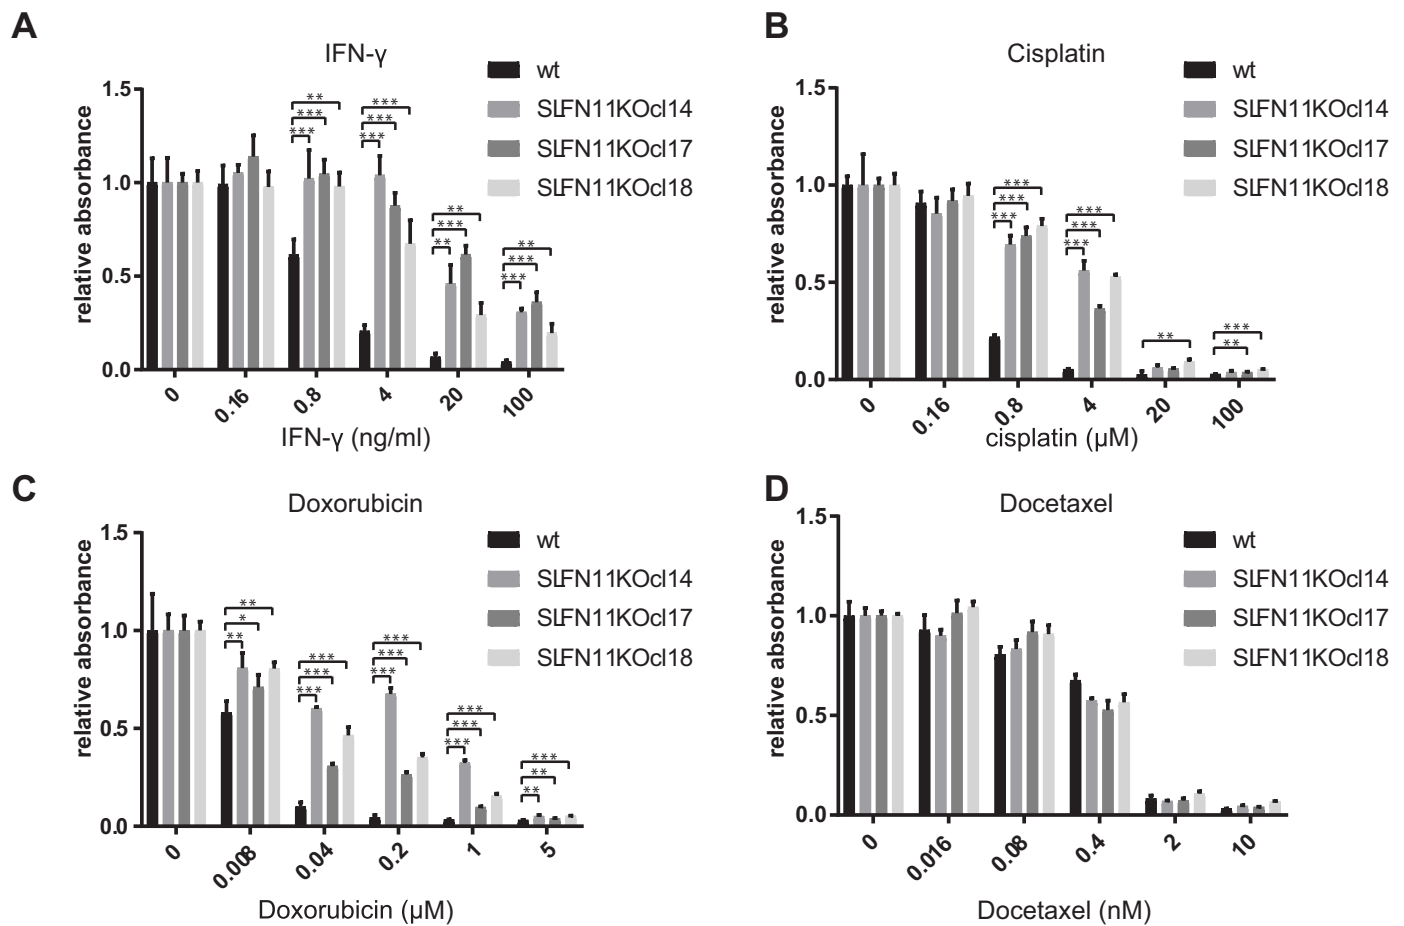 A
IFN-γ
wt
SLFN11KOcl14
SLFN11KOcl17
SLFN11KOcl18
relative absorbance
1.5
1.0
0.5
0.0
** *** ***
*** *** ***
** *** **
** *** ***
0 0.16 0.8 4 20 100
IFN-γ (ng/ml)
B
Cisplatin
wt
SLFN11KOcl14
SLFN11KOcl17
SLFN11KOcl18
relative absorbance
1.5
1.0
0.5
0.0
*** *** ***
*** *** ***
**
*** **
0 0.16 0.8 4 20 100
cisplatin (µM)
C
Doxorubicin
wt
SLFN11KOcl14
SLFN11KOcl17
SLFN11KOcl18
relative absorbance
1.5
1.0
0.5
0.0
** * **
*** *** ***
*** *** ***
*** *** ***
*** ** **
0 0.008 0.04 0.2 1 5
Doxorubicin (µM)
D
Docetaxel
wt
SLFN11KOcl14
SLFN11KOcl17
SLFN11KOcl18
relative absorbance
1.5
1.0
0.5
0.0
0 0.016 0.08 0.4 2 10
Docetaxel (nM)